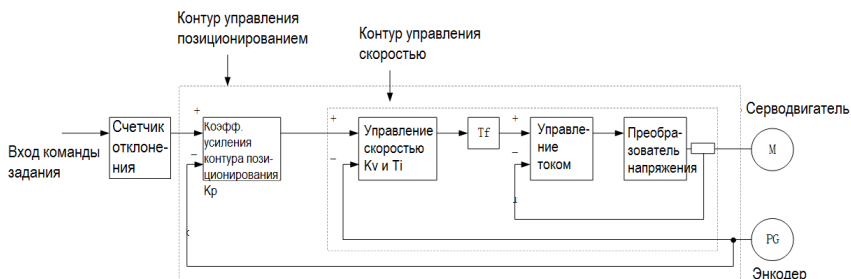 Контур управления
позиционированием
Контур управления
скоростью
Серводвигатель
Вход команды
задания
Счетчик
отклоне-
ния
+
−
Коэфф.
усиления
контура пози-
ционирования
Kp
+
−
Управление
скоростью
Kv и Ti
Tf
+
−
Управле-
ние
током
Преобра-
зователь
напряжения
M
PG
Энкодер